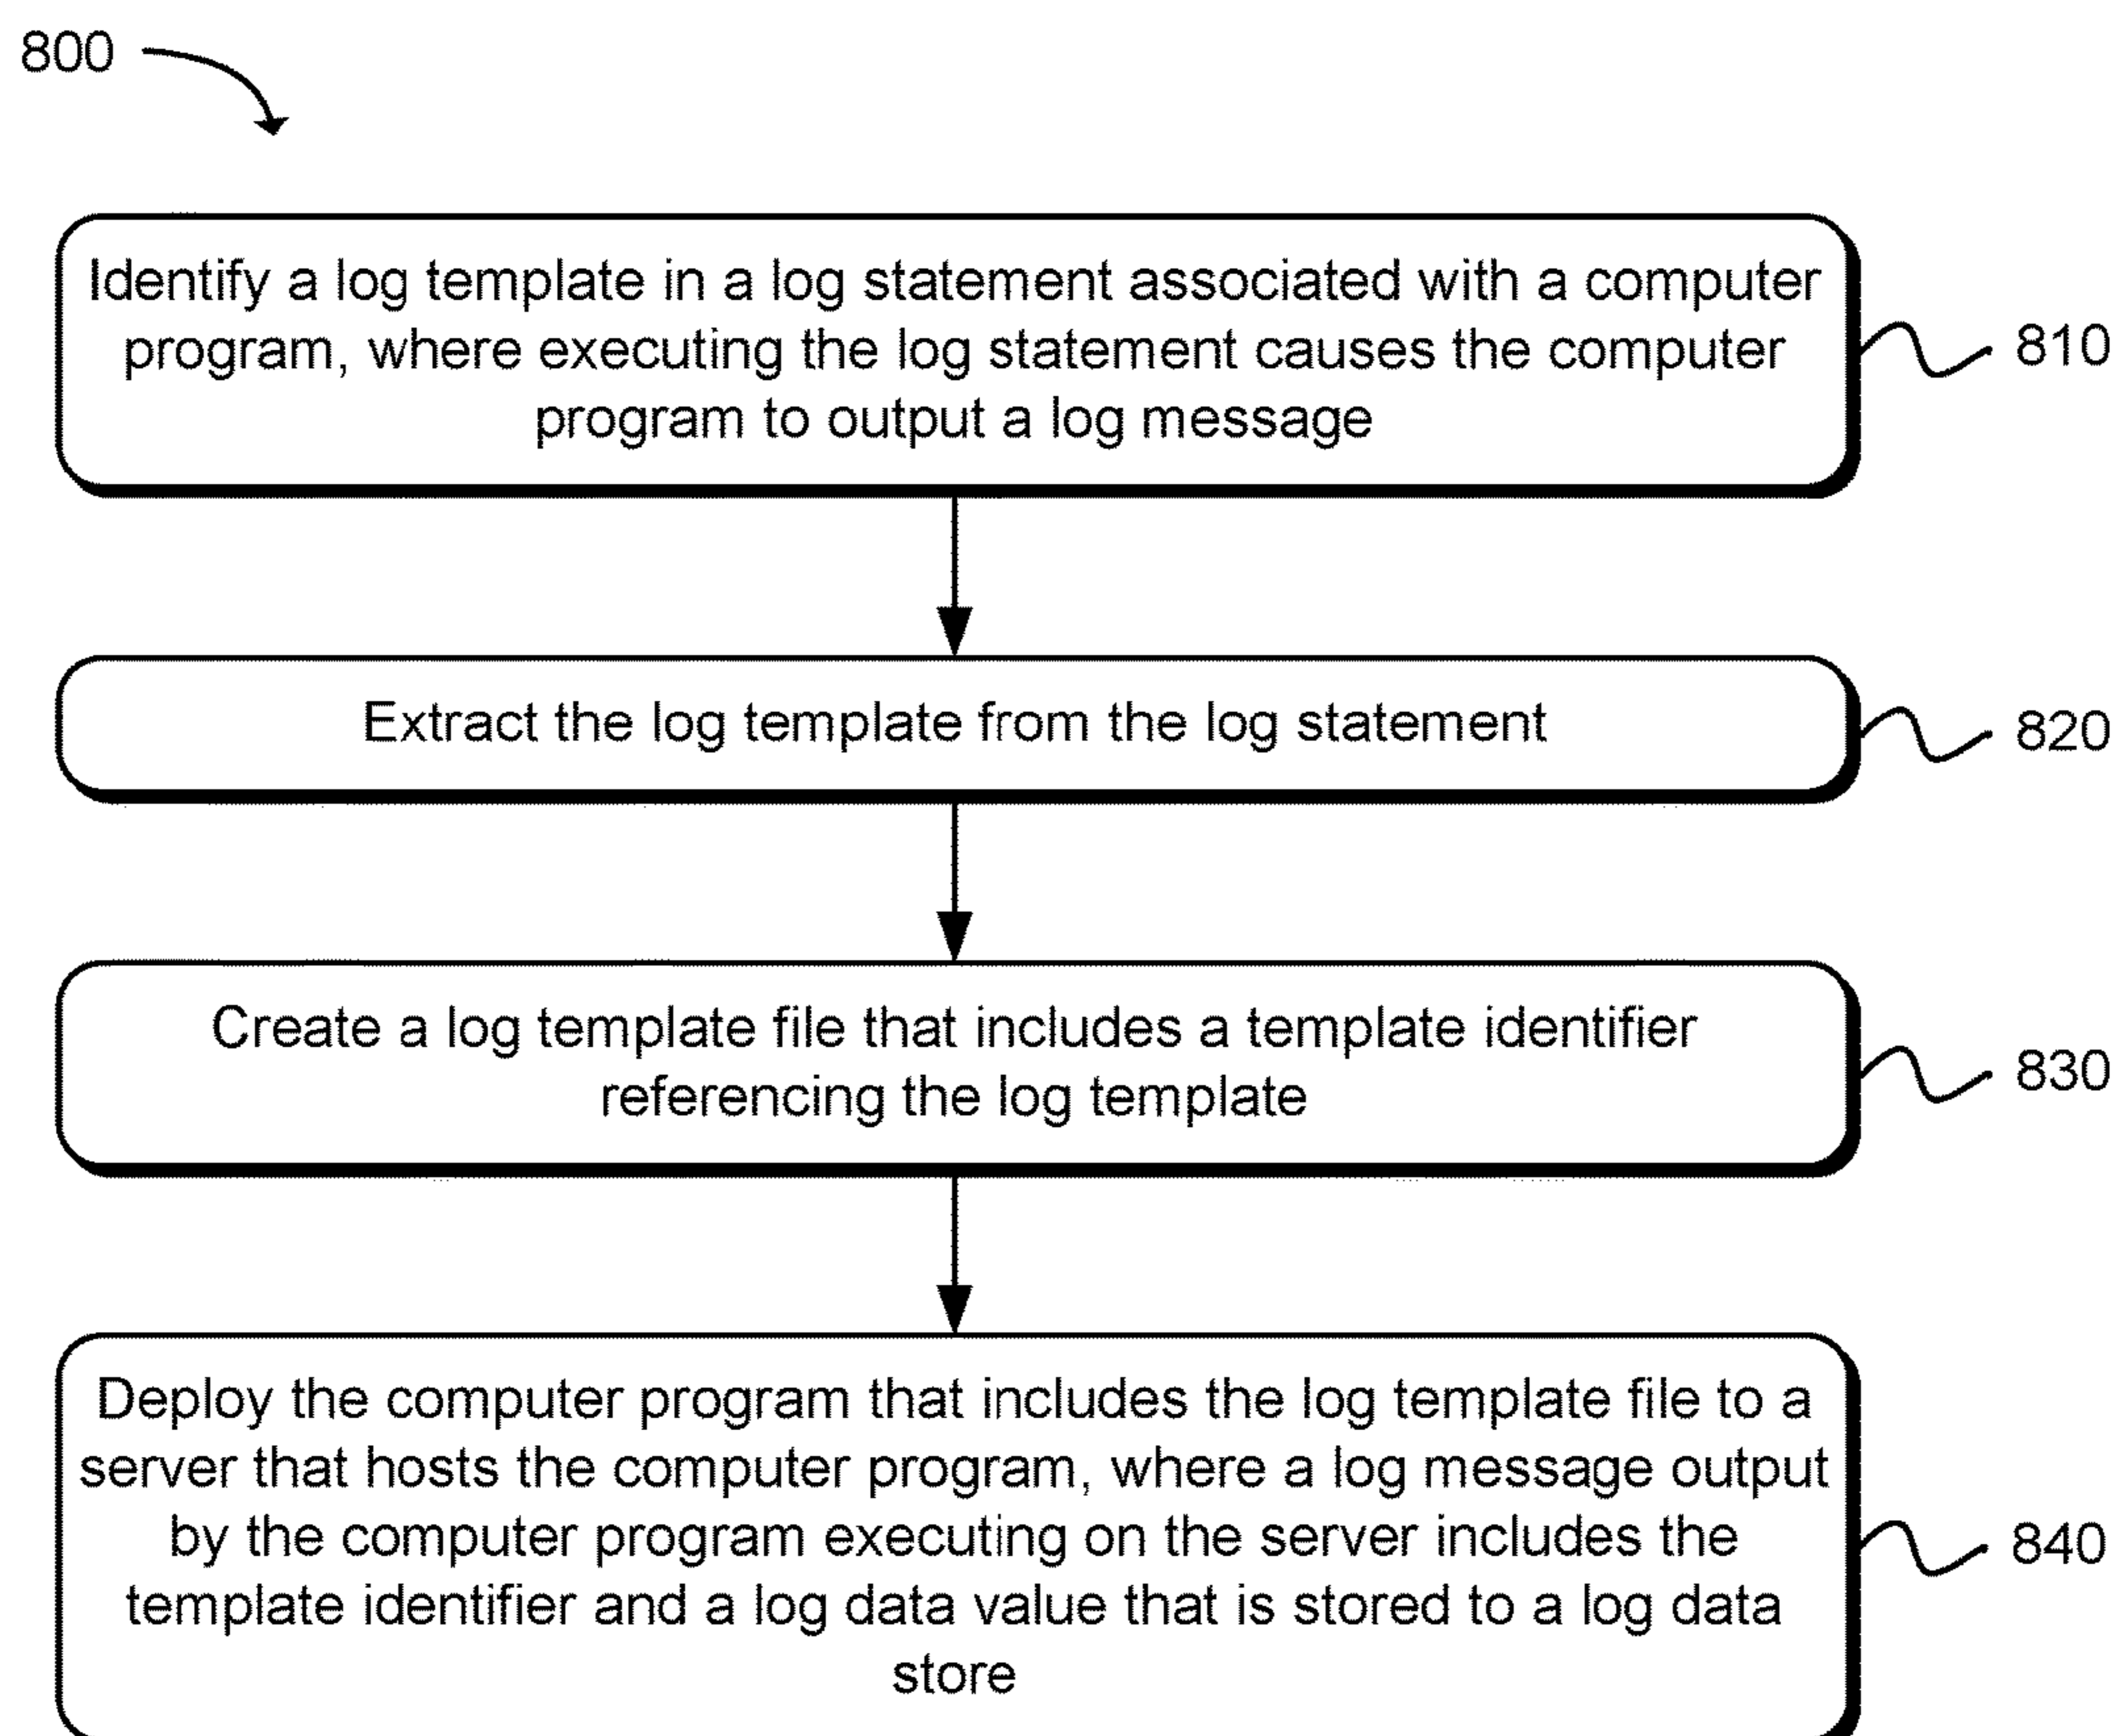 800
Identify a log template in a log statement associated with a computer
program, where executing the log statement causes the computer
program to output a log message
810
Extract the log template from the log statement
820
Create a log template file that includes a template identifier
referencing the log template
830
Deploy the computer program that includes the log template file to a
server that hosts the computer program, where a log message output
by the computer program executing on the server includes the
template identifier and a log data value that is stored to a log data
store
840